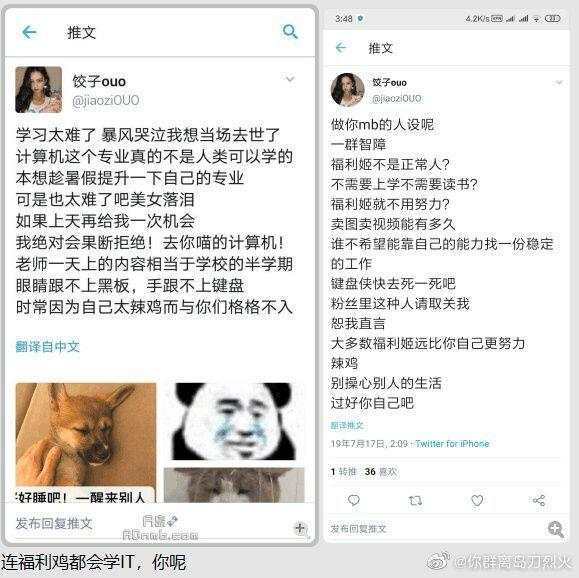 推文
饺子ouo
@jiaoziOUO
学习太难了 暴风哭泣我想当场去世了
计算机这个专业真的不是人类可以学的
本想趁暑假提升一下自己的专业
可是也太难了吧美女落泪
如果上天再给我一次机会
我绝对会果断拒绝！去你喵的计算机！
老师一天上的内容相当于学校的半学期
眼睛跟不上黑板，手跟不上键盘
时常因为自己太辣鸡而与你们格格不入
翻译自中文
好睡吧！一醒来别人
发布回复推文
连福利鸡都会学IT，你呢
3:48
4.2K/s
推文
饺子ouo
@jiaoziOUO
做你mb的人设呢
一群智障
福利姬不是正常人？
不需要上学不需要读书？
福利姬就不用努力？
卖图卖视频能有多久
谁不希望能靠自己的能力找一份稳定
的工作
键盘侠快去死一死吧
粉丝里这种人请取关我
恕我直言
大多数福利姬远比你自己更努力
辣鸡
别操心别人的生活
过好你自己吧
翻译推文
19年7月17日, 2:09 · Twitter for iPhone
1 转推 36 喜欢
发布回复推文
@你群离岛刃烈火